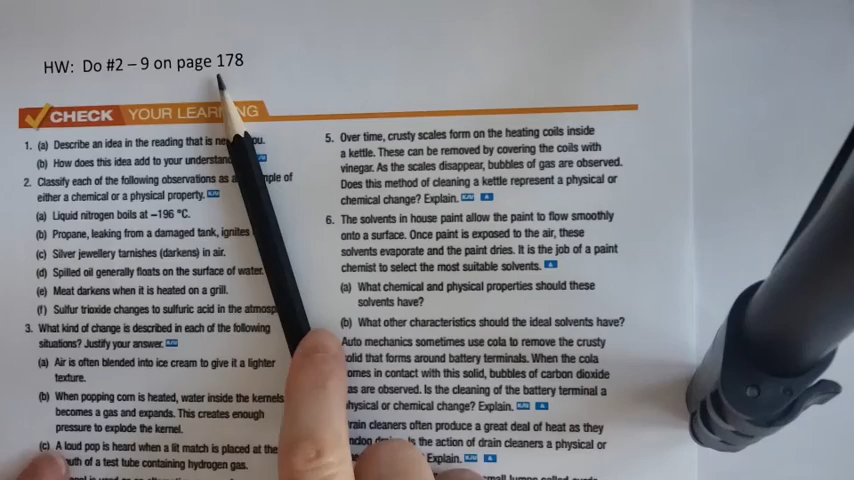 HW: Do #2 – 9 on page 178
CHECK YOUR LEARNING
1. (a) Describe an idea in the reading that is
(b) How does this idea add to your
2. Classify each of the following observations as of
either a chemical or a physical property. K/U
(a) Liquid nitrogen boils at –196 °C.
(b) Propane, leaking from a damaged tank, ignites
(c) Silver jewellery tarnishes (darkens) in air.
(d) Spilled oil generally floats on the surface of water.
(e) Meat darkens when it is heated on a grill.
(f) Sulfur trioxide changes to sulfuric acid in the
3. What kind of change is described in each of the following
situations? Justify your answer. K/U
(a) Air is often blended into ice cream to give it a lighter
texture.
(b) When popping corn is heated, water inside the kernels
becomes a gas and expands. This creates enough
pressure to explode the kernel.
(c) A loud pop is heard when a lit match is placed at the
of a test tube containing hydrogen gas.
5. Over time, crusty scales form on the heating coils inside
a kettle. These can be removed by covering the coils with
vinegar. As the scales disappear, bubbles of gas are observed.
Does this method of cleaning a kettle represent a physical or
chemical change? Explain. K/U A
6. The solvents in house paint allow the paint to flow smoothly
onto a surface. Once paint is exposed to the air, these
solvents evaporate and the paint dries. It is the job of a paint
chemist to select the most suitable solvents. A
(a) What chemical and physical properties should these
solvents have?
(b) What other characteristics should the ideal solvents have?
Auto mechanics sometimes use cola to remove the crusty
solid that forms around battery terminals. When the cola
comes in contact with this solid, bubbles of carbon dioxide
gas are observed. Is the cleaning of the battery terminal a
physical or chemical change? Explain. K/U A
Drain cleaners often produce a great deal of heat as they
Is the action of drain cleaners a physical or
Explain. K/U A